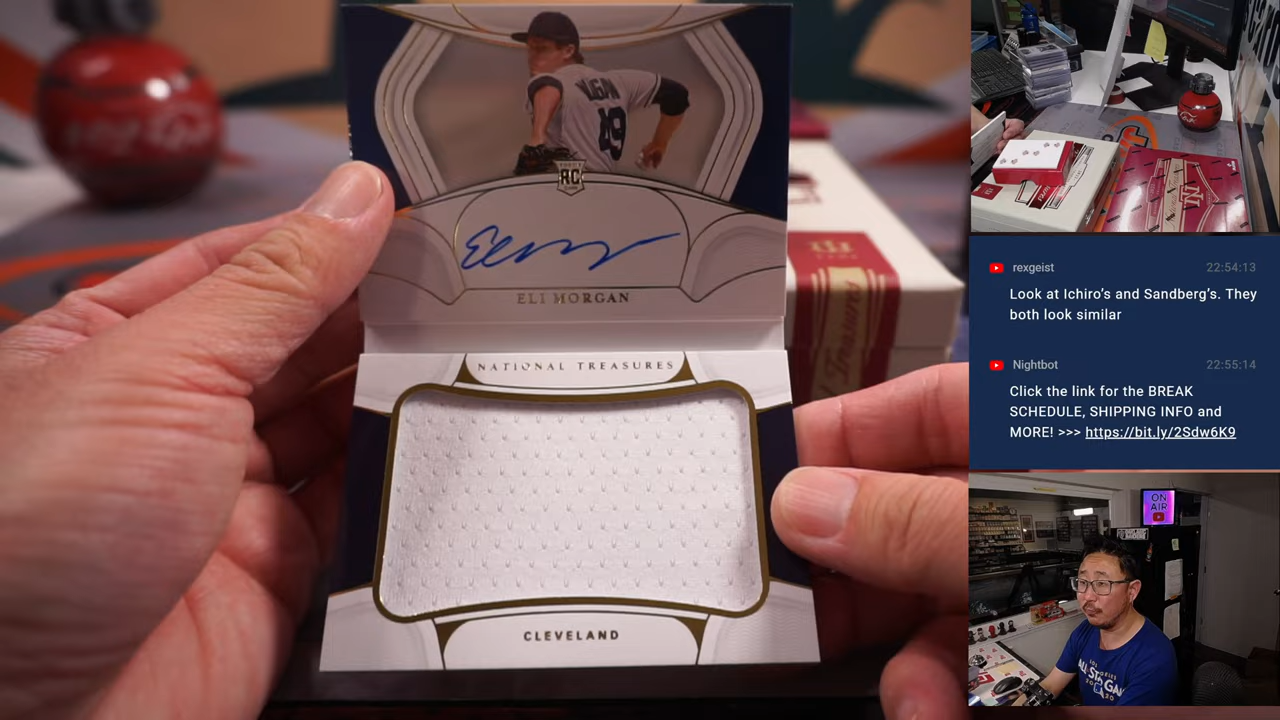 MORGAN
49
RC
ELI MORGAN
NATIONAL TREASURES
CLEVELAND
rexgeist 22:54:13
Look at Ichiro’s and Sandberg’s. They
both look similar
Nightbot 22:55:14
Click the link for the BREAK
SCHEDULE, SHIPPING INFO and
MORE! >>> https://bit.ly/2Sdw6K9
ON
AIR